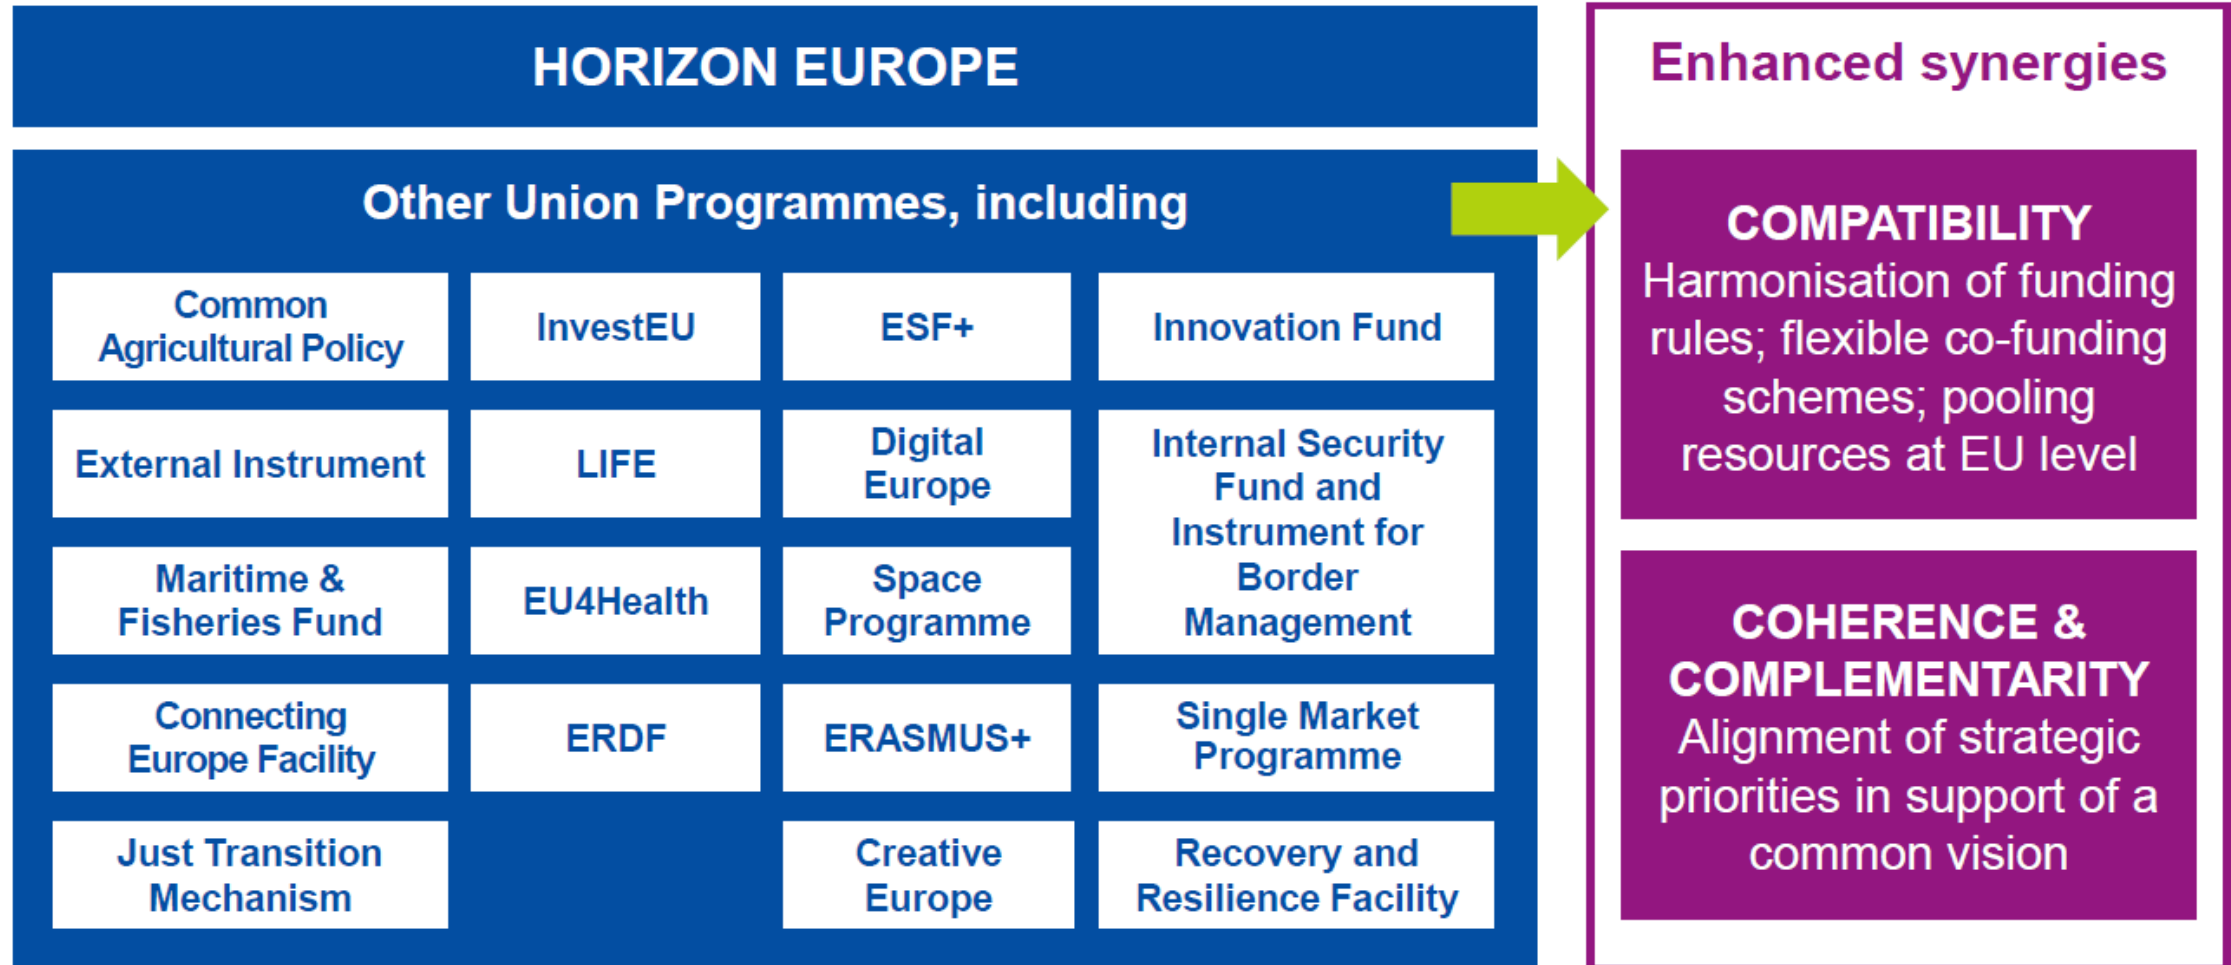 HORIZON EUROPE
Other Union Programmes, including
Common
Agricultural Policy
InvestEU
ESF+
Innovation Fund
External Instrument
LIFE
Digital
Europe
Internal Security
Fund and
Instrument for
Border
Management
Maritime &
Fisheries Fund
EU4Health
Space
Programme
Connecting
Europe Facility
ERDF
ERASMUS+
Single Market
Programme
Just Transition
Mechanism
Creative
Europe
Recovery and
Resilience Facility
Enhanced synergies
COMPATIBILITY
Harmonisation of funding
rules; flexible co-funding
schemes; pooling
resources at EU level
COHERENCE &
COMPLEMENTARITY
Alignment of strategic
priorities in support of a
common vision